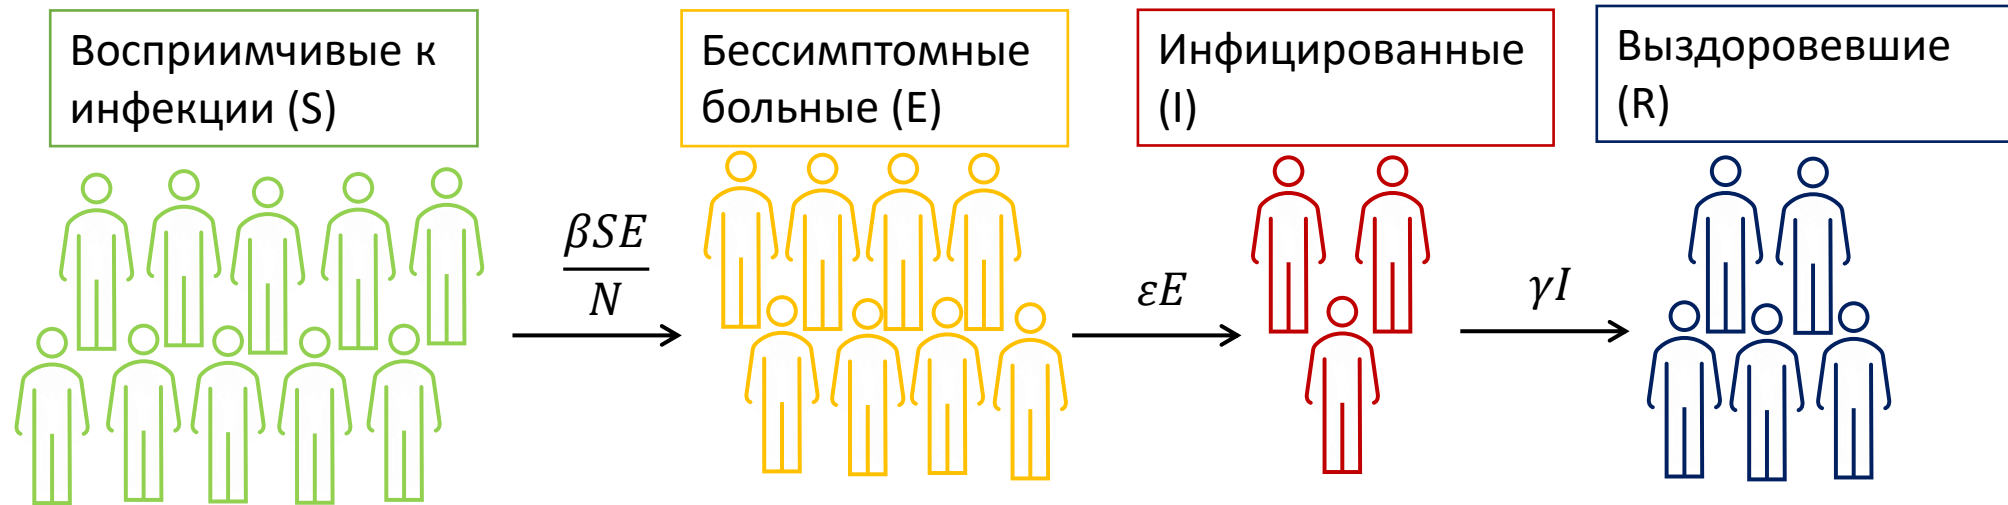 Восприимчивые к
инфекции (S)
Бессимптомные
больные (E)
Инфицированные
(I)
Выздоровевшие
(R)
βSE
N
εE
γI